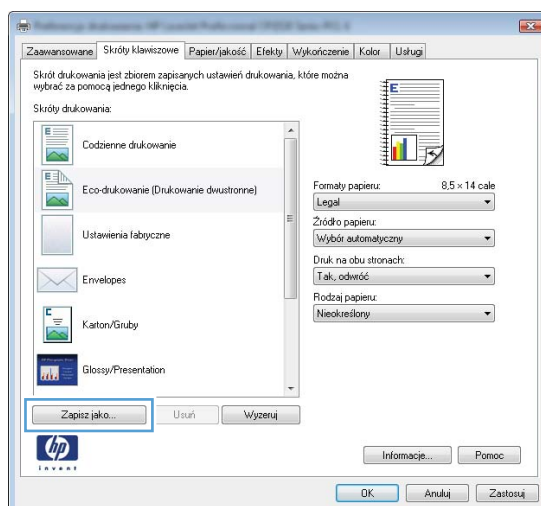 Zaawansowane Skróty klawiszowe Papier/jakość Efekty Wykończenie Kolor Usługi
Skrót drukowania jest zbiorem zapisanych ustawień drukowania, które można
wybrać za pomocą jednego kliknięcia.
Skróty drukowania:
Codzienne drukowanie
Eco-drukowanie (Drukowanie dwustronne)
Ustawienia fabryczne
Envelopes
Karton/Gruby
Glossy/Presentation
Zapisz jako... Usuń Wyzeruj
E
Formaty papieru: 8,5 × 14 cale
Legal
Źródło papieru:
Wybór automatyczny
Druk na obu stronach:
Tak, odwróć
Rodzaj papieru:
Nieokreślony
hp
invent
Informacje... Pomoc
OK Anuluj Zastosuj